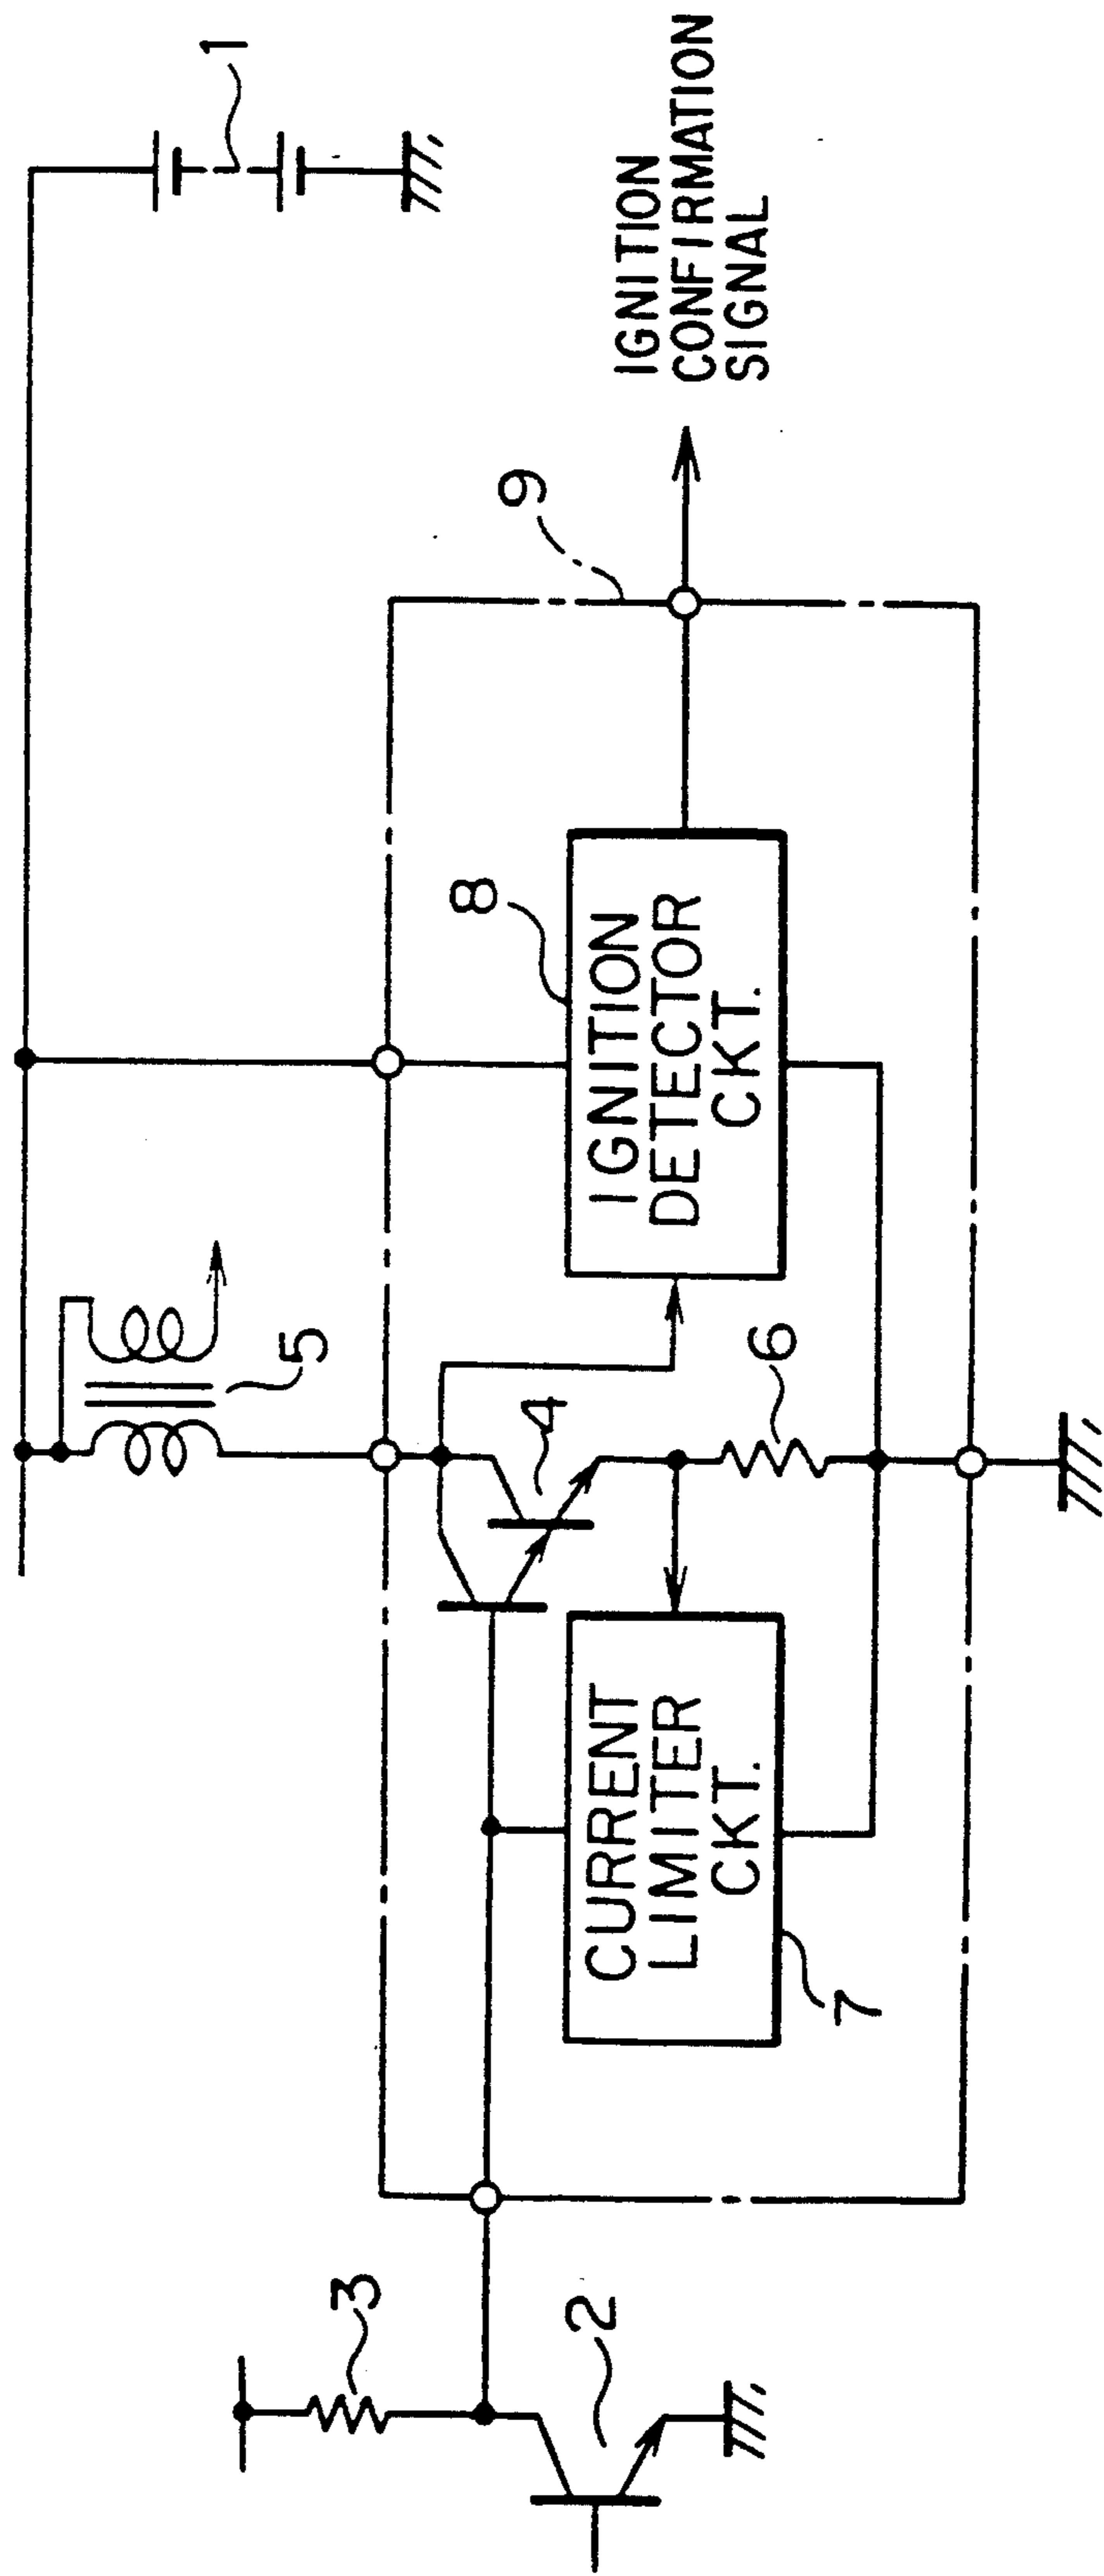 1
5
9
IGNITION
CONFIRMATION
SIGNAL
8
4
IGNITION
DETECTOR
CKT.
6
3
CURRENT
LIMITER
CKT.
2
7